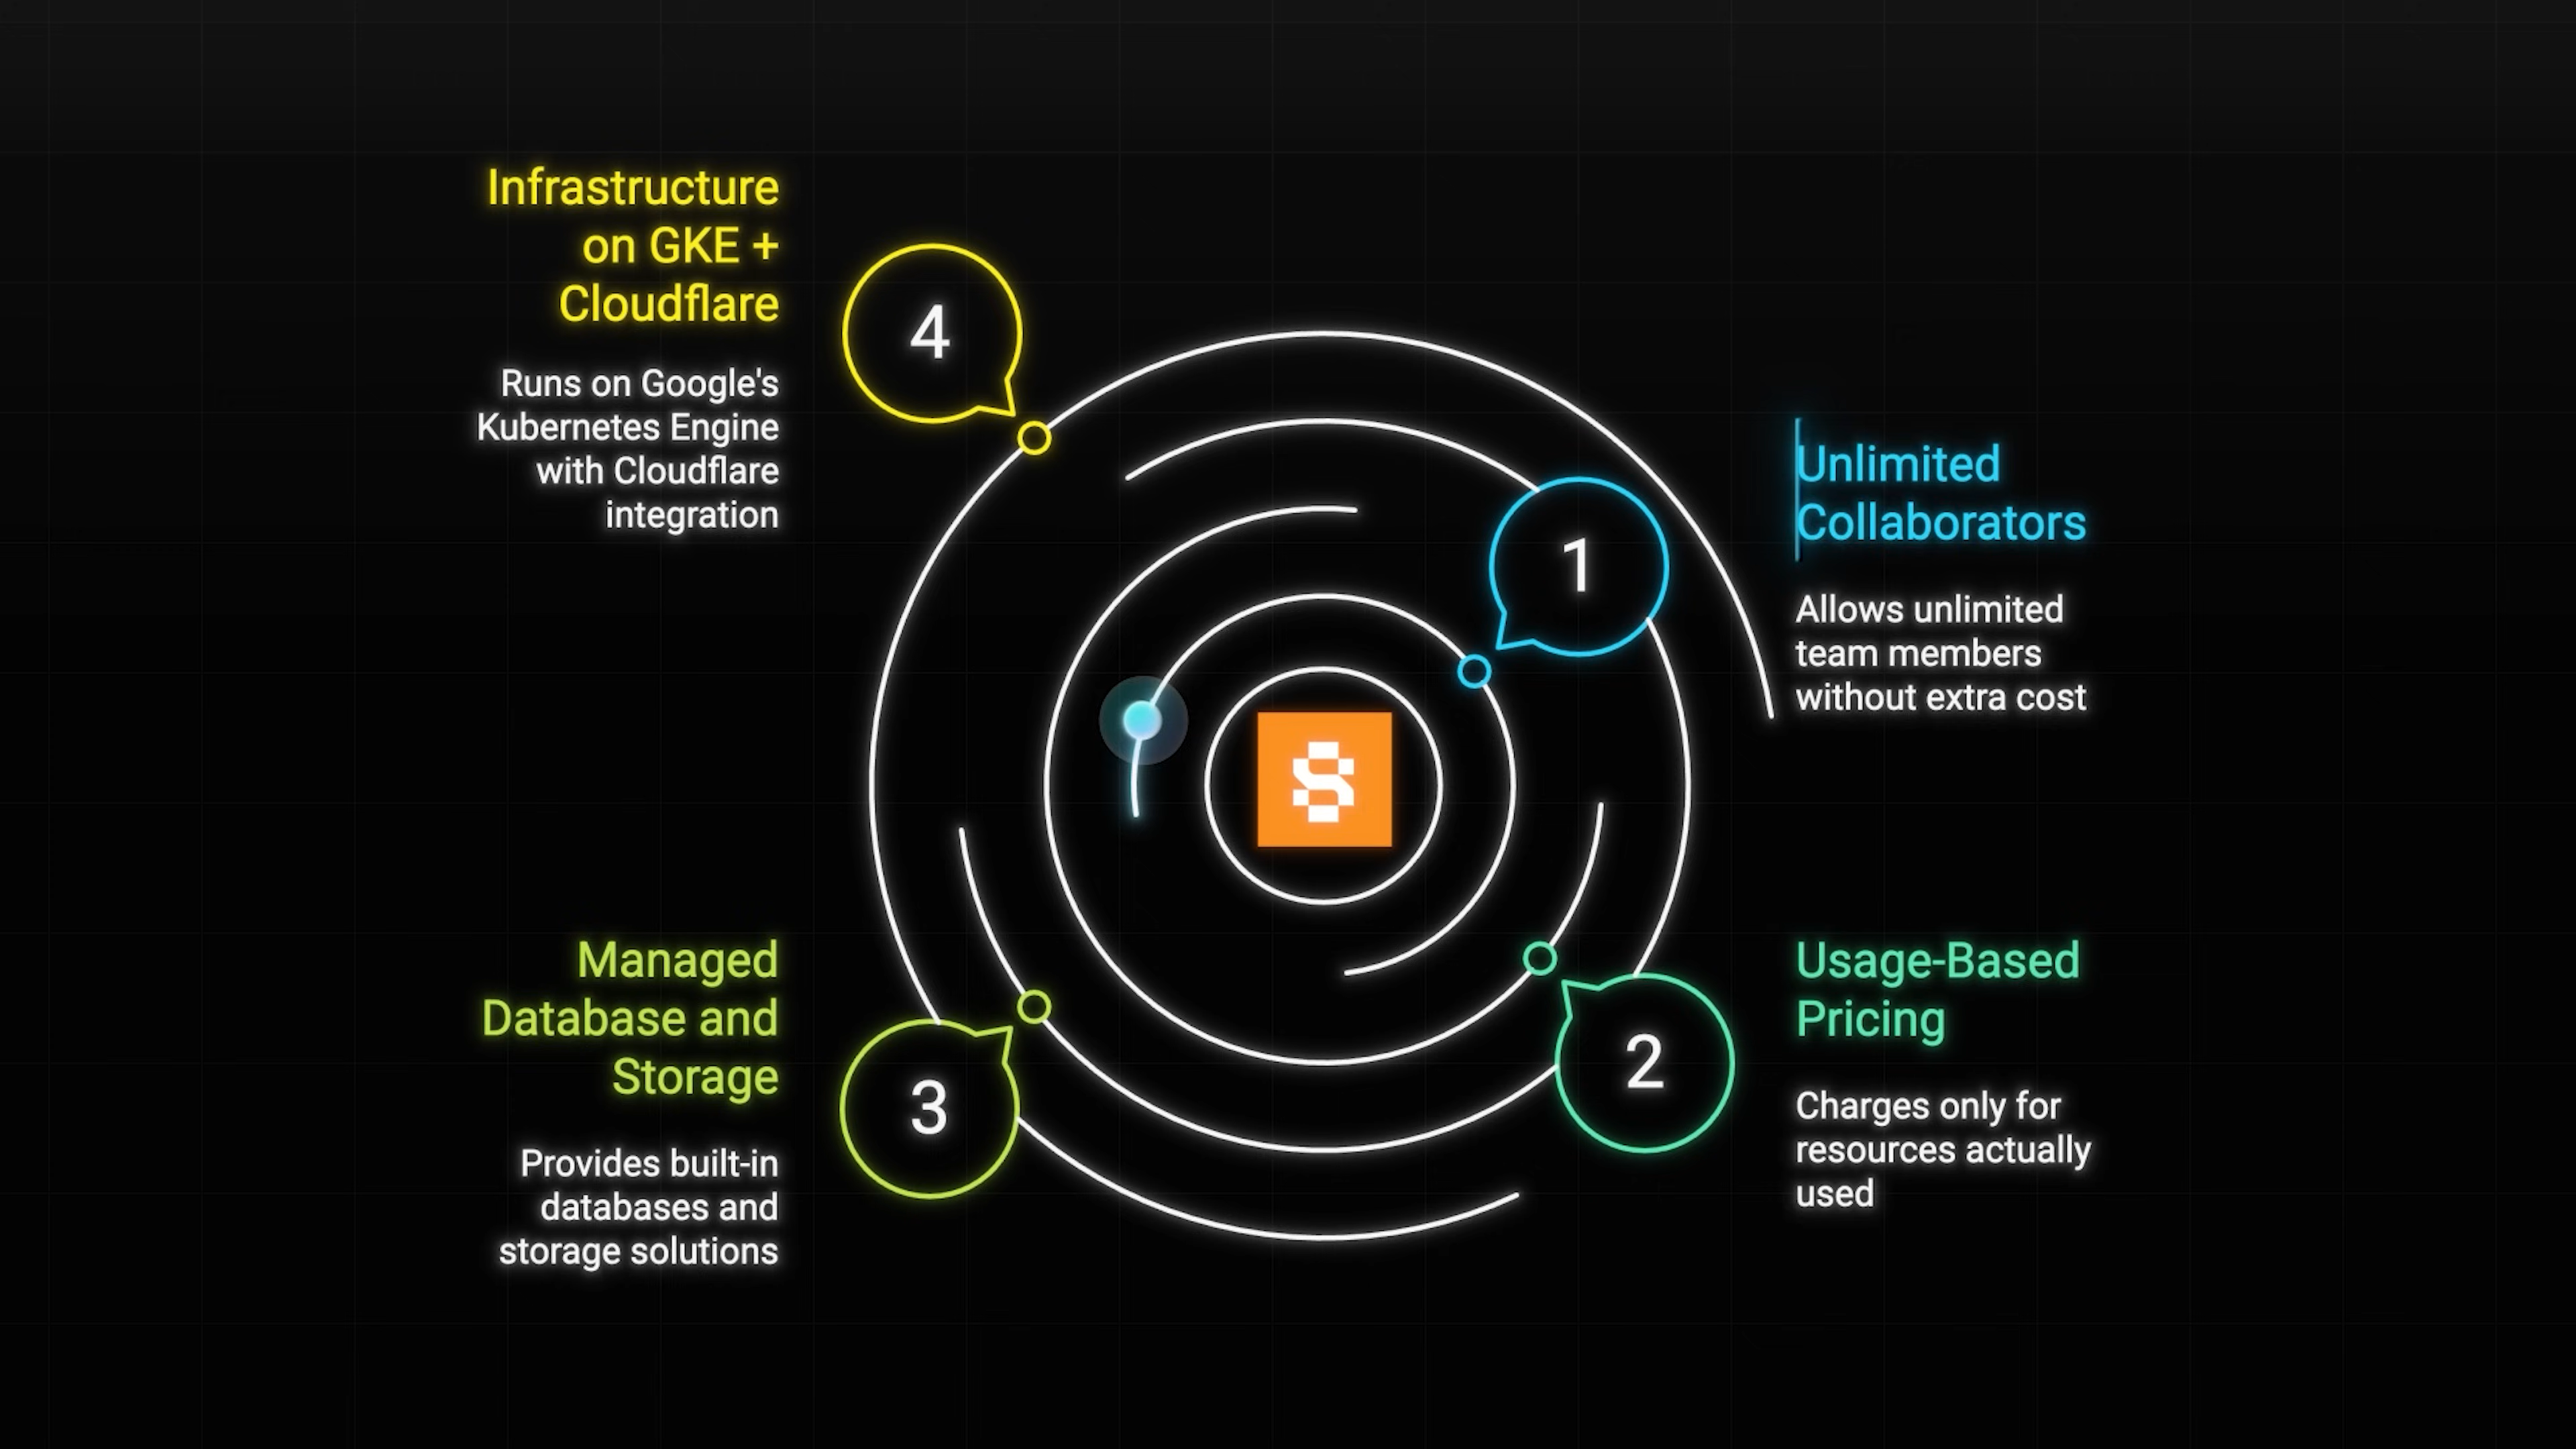 Infrastructure
on GKE +
Cloudflare
Runs on Google's
Kubernetes Engine
with Cloudflare
integration
4
1
Unlimited
Collaborators
Allows unlimited
team members
without extra cost
S
Managed
Database and
Storage
Provides built-in
databases and
storage solutions
3
2
Usage-Based
Pricing
Charges only for
resources actually
used